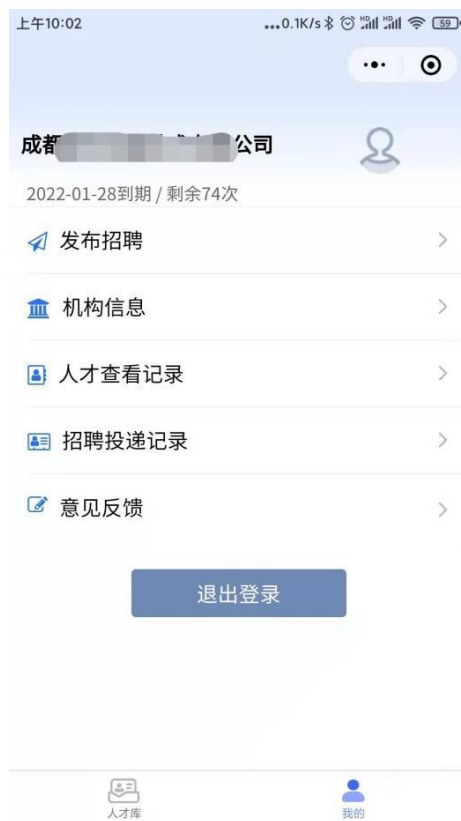 上午10:02
...0.1K/s
59
成都
公司
2022-01-28到期 / 剩余74次
发布招聘
机构信息
人才查看记录
招聘投递记录
意见反馈
退出登录
人才库
我的